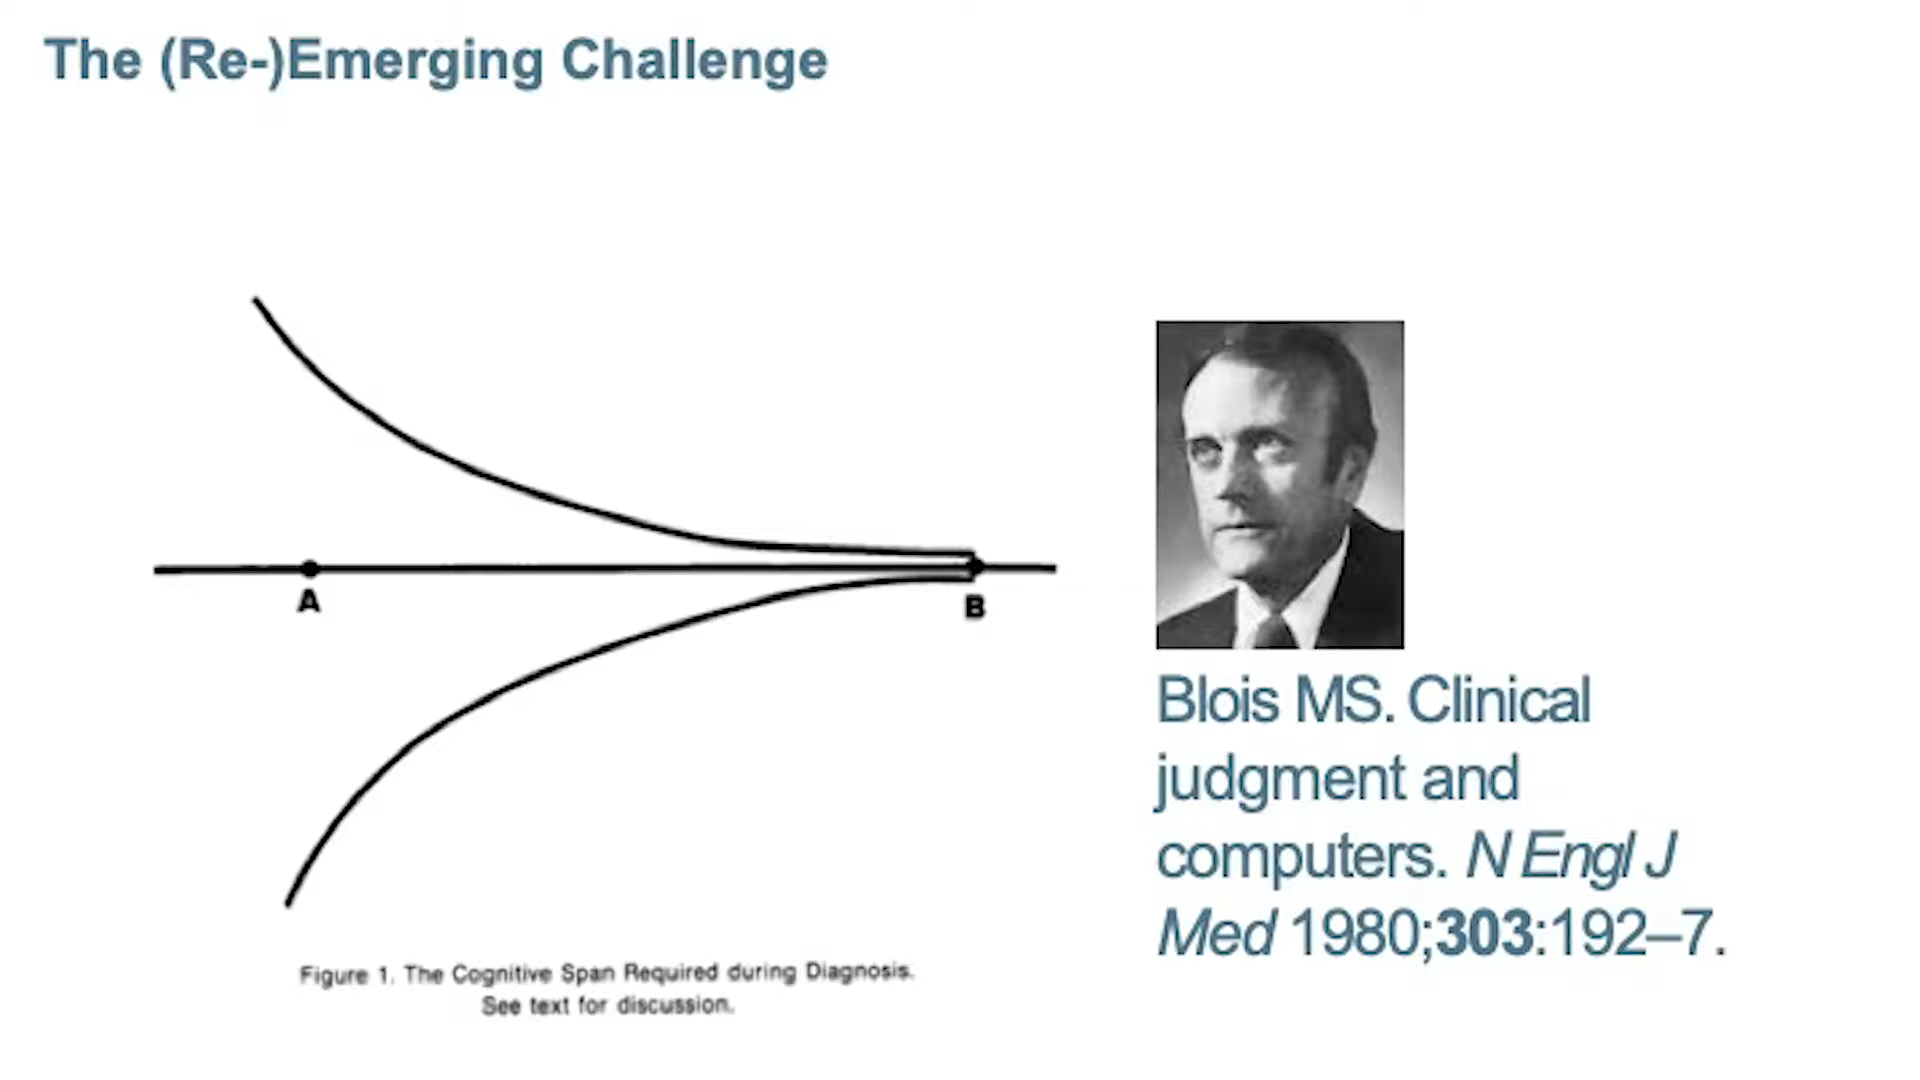 The (Re-)Emerging Challenge
A
B
Figure 1. The Cognitive Span Required during Diagnosis.
See text for discussion.
Blois MS. Clinical
judgment and
computers. N Engl J
Med 1980;303:192–7.